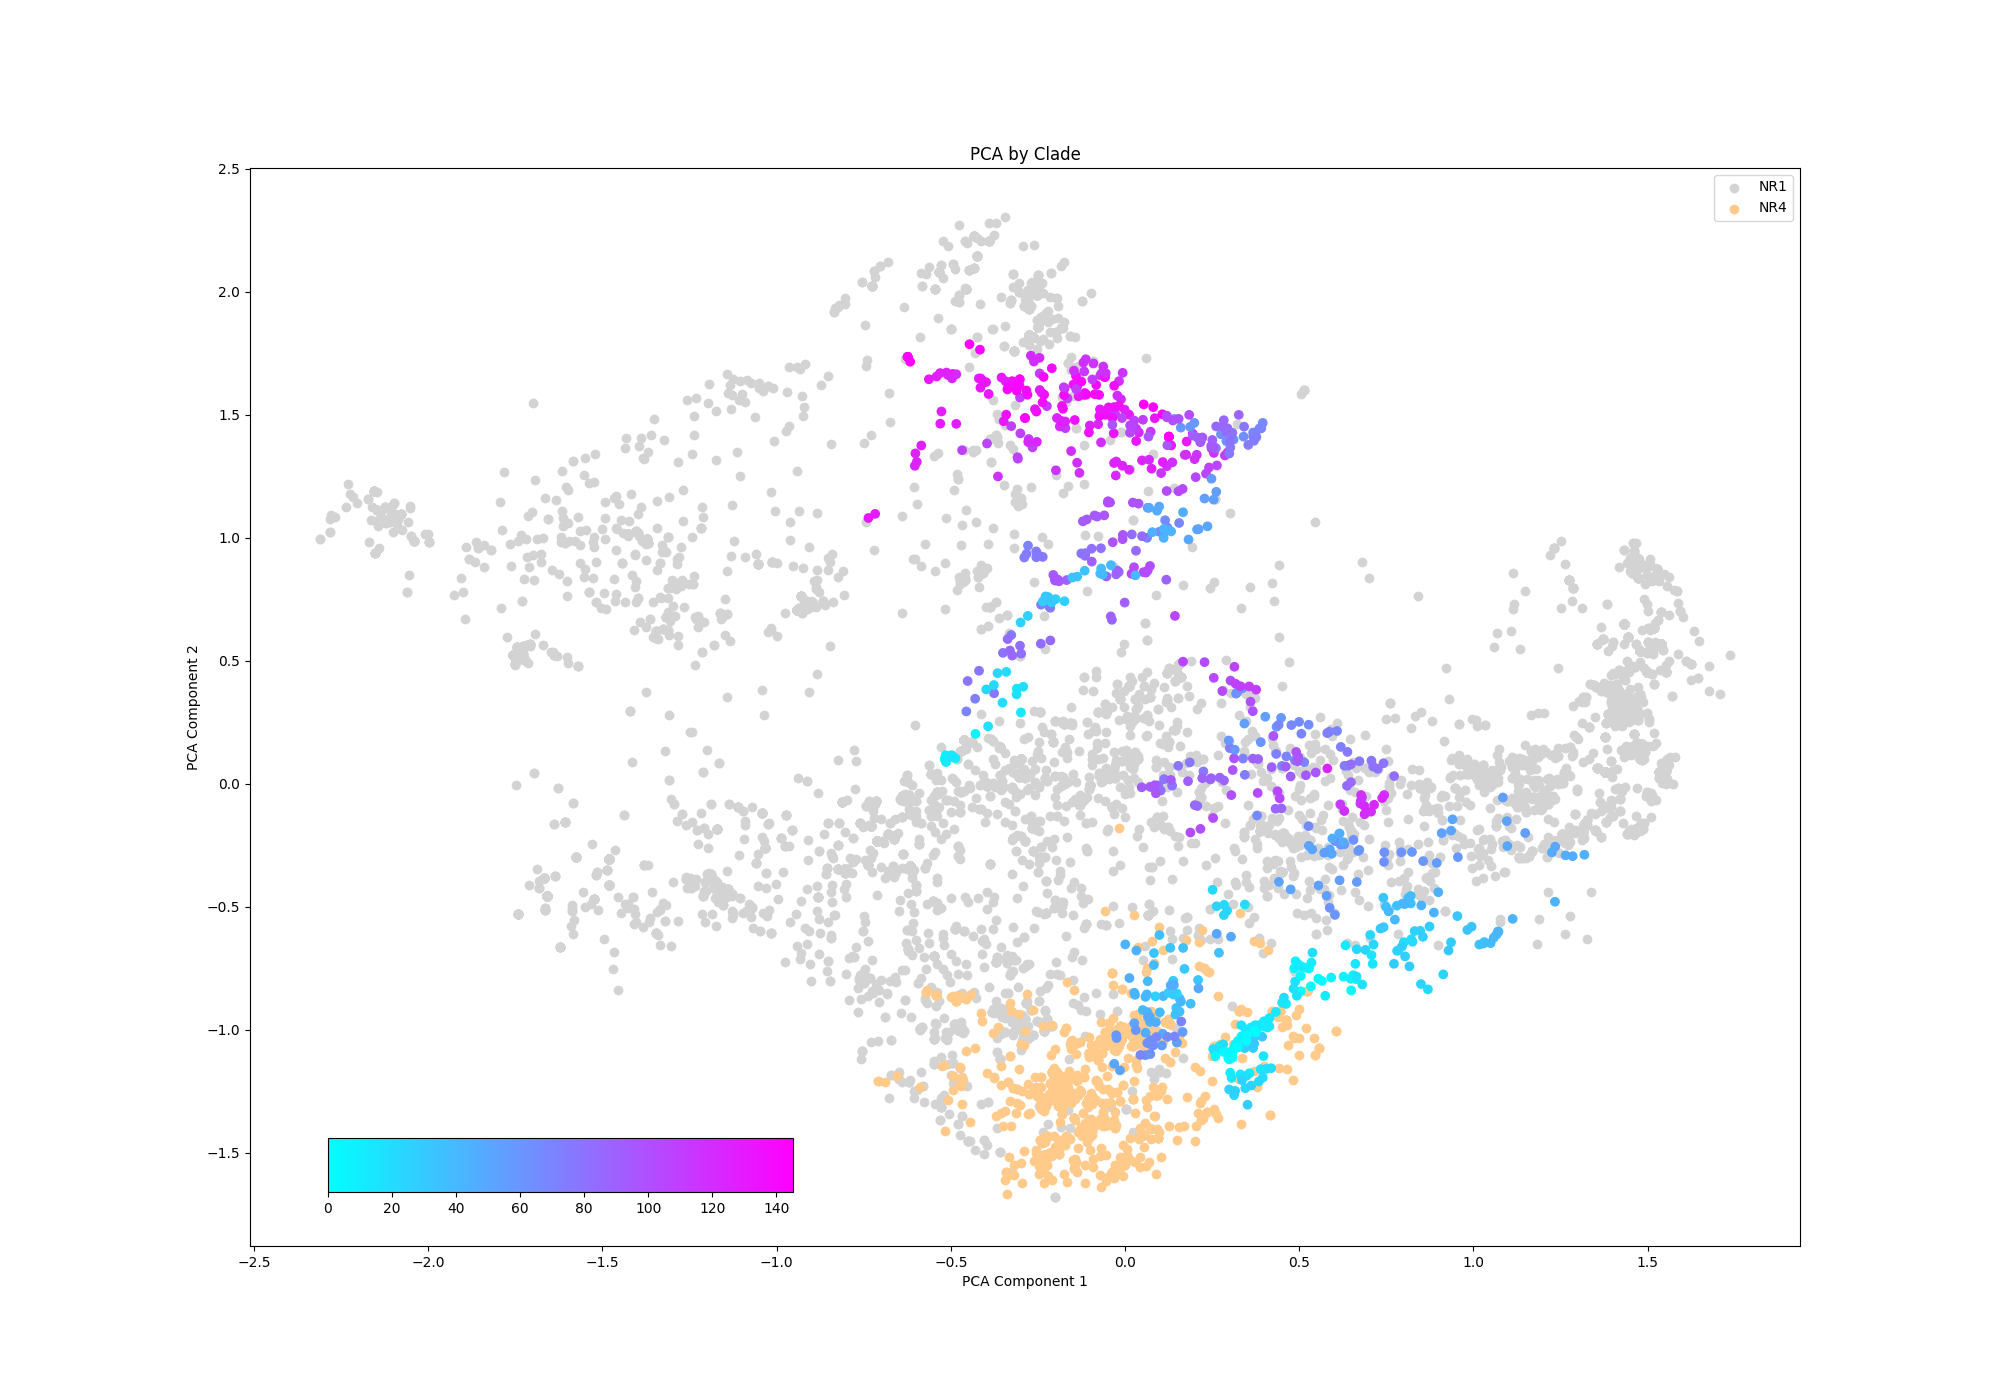 PCA by Clade
NR1
NR4
PCA Component 2
2.5
2.0
1.5
1.0
0.5
0.0
−0.5
−1.0
−1.5
0 20 40 60 80 100 120 140
−2.5 −2.0 −1.5 −1.0 −0.5 0.0 0.5 1.0 1.5
PCA Component 1